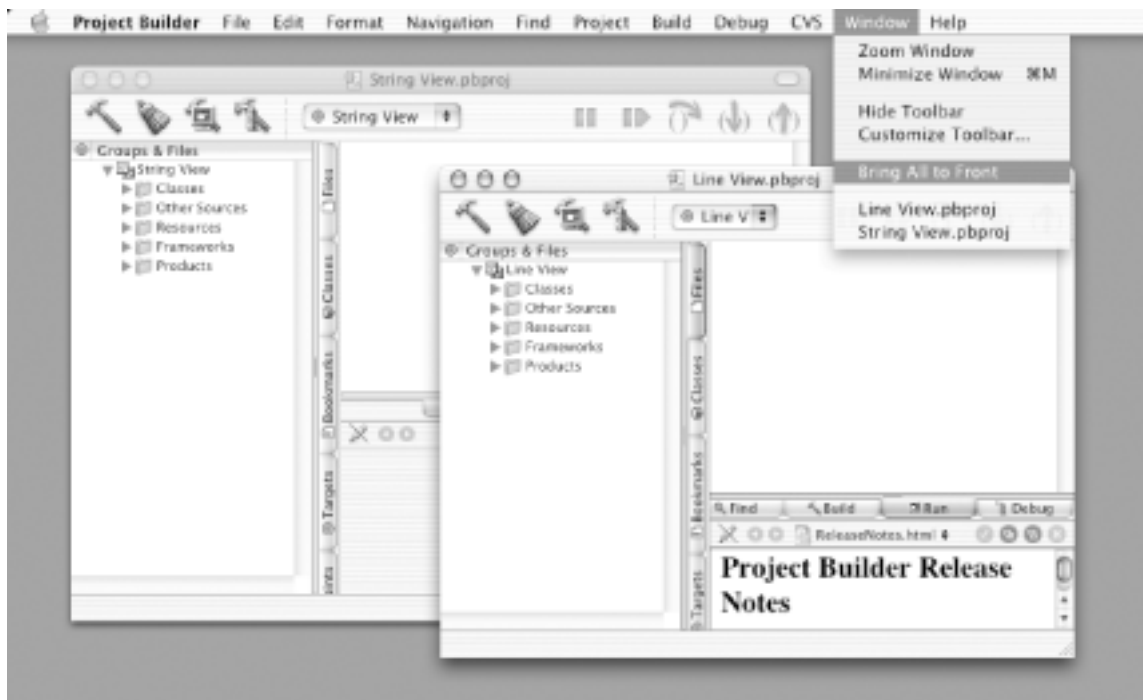 Project Builder File Edit Format Navigation Find Project Build Debug CVS Window Help
Zoom Window
Minimize Window ⌘M
Hide Toolbar
Customize Toolbar...
Bring All to Front
Line View.pbproj
String View.pbproj
String View.pbproj
String View
Groups & Files
String View
Classes
Other Sources
Resources
Frameworks
Products
Files
Classes
Bookmarks
Targets
Line View.pbproj
Line V
Groups & Files
Line View
Classes
Other Sources
Resources
Frameworks
Products
Files
Classes
Bookmarks
Targets
Find Build Run Debug
ReleaseNotes.html
Project Builder Release
Notes